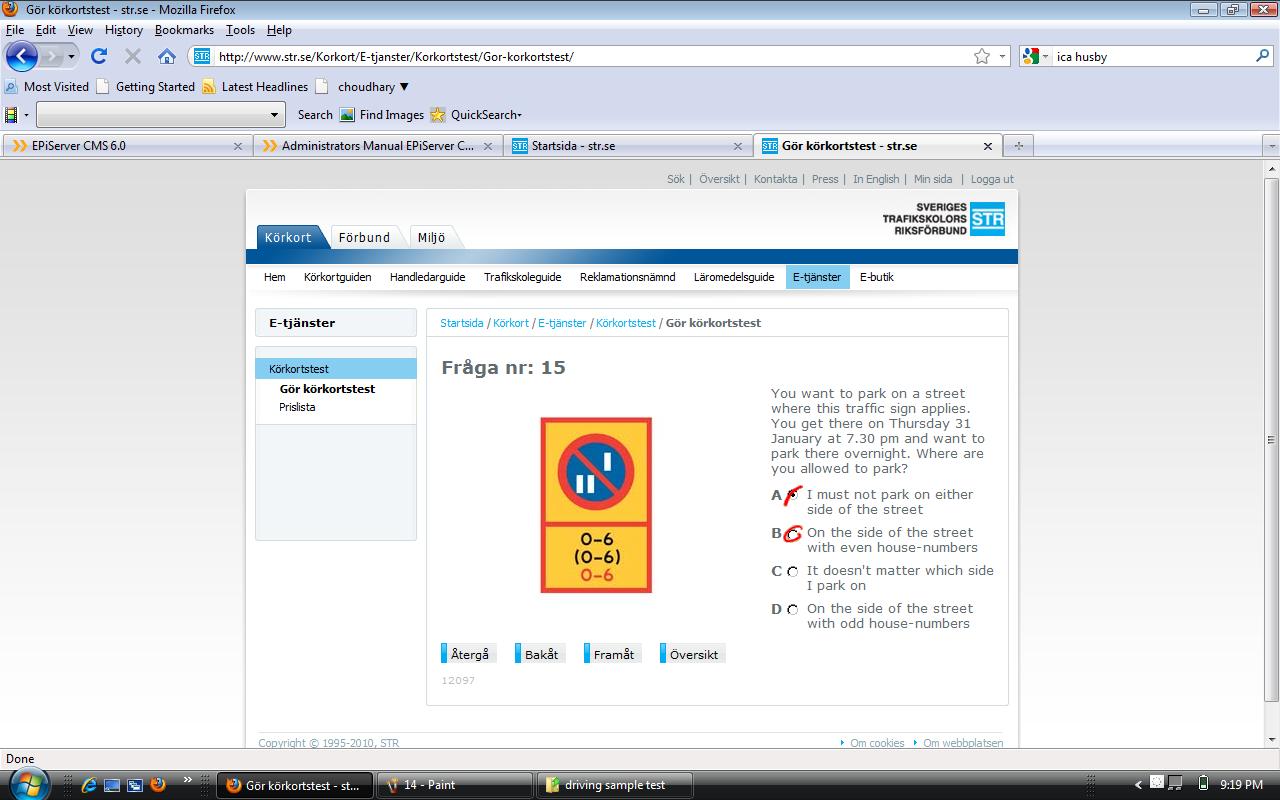 Gör körkortstest - str.se - Mozilla Firefox
File Edit View History Bookmarks Tools Help
http://www.str.se/Korkort/E-tjanster/Korkortstest/Gor-korkortstest/
ica husby
Most Visited Getting Started Latest Headlines choudhary
Search Find Images QuickSearch
EPiServer CMS 6.0 Administrators Manual EPiServer C... Startsida - str.se Gör körkortstest - str.se
Sök | Översikt | Kontakta | Press | In English | Min sida | Logga ut
SVERIGES
TRAFIKSKOLORS
RIKSFÖRBUND
STR
Körkort Förbund Miljö
Hem Körkortguiden Handledarguide Trafikskoleguide Reklamationsnämnd Läromedelsguide E-tjänster E-butik
E-tjänster
Körkortstest
Gör körkortstest
Prislista
Startsida / Körkort / E-tjänster / Körkortstest / Gör körkortstest
Fråga nr: 15
0-6
(0-6)
0-6
You want to park on a street
where this traffic sign applies.
You get there on Thursday 31
January at 7.30 pm and want to
park there overnight. Where are
you allowed to park?
A I must not park on either
side of the street
B On the side of the street
with even house-numbers
C It doesn't matter which side
I park on
D On the side of the street
with odd house-numbers
Återgå Bakåt Framåt Översikt
12097
Copyright © 1995-2010, STR
Om cookies Om webbplatsen
Done
Gör körkortstest - st... 14 - Paint driving sample test
9:19 PM